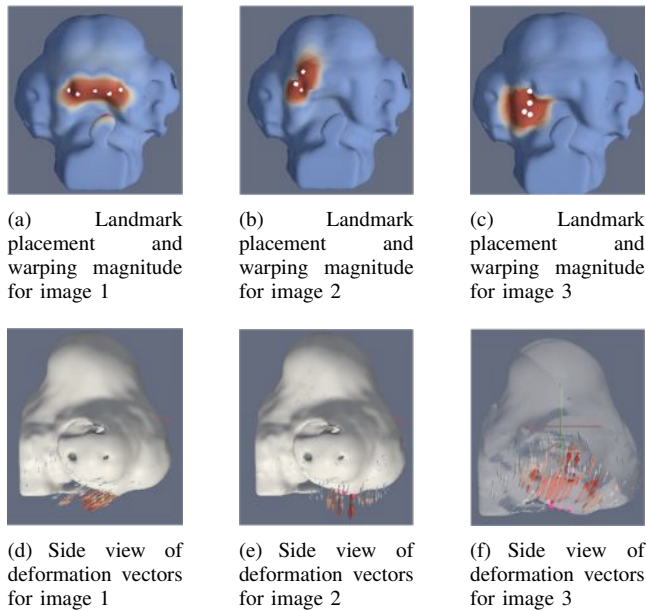 (a) Landmark
placement and
warping magnitude
for image 1
(b) Landmark
placement and
warping magnitude
for image 2
(c) Landmark
placement and
warping magnitude
for image 3
(d) Side view of
deformation vectors
for image 1
(e) Side view of
deformation vectors
for image 2
(f) Side view of
deformation vectors
for image 3